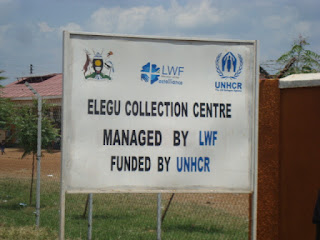 LWF
UNHCR
ELEGU COLLECTION CENTRE
MANAGED BY LWF
FUNDED BY UNHCR